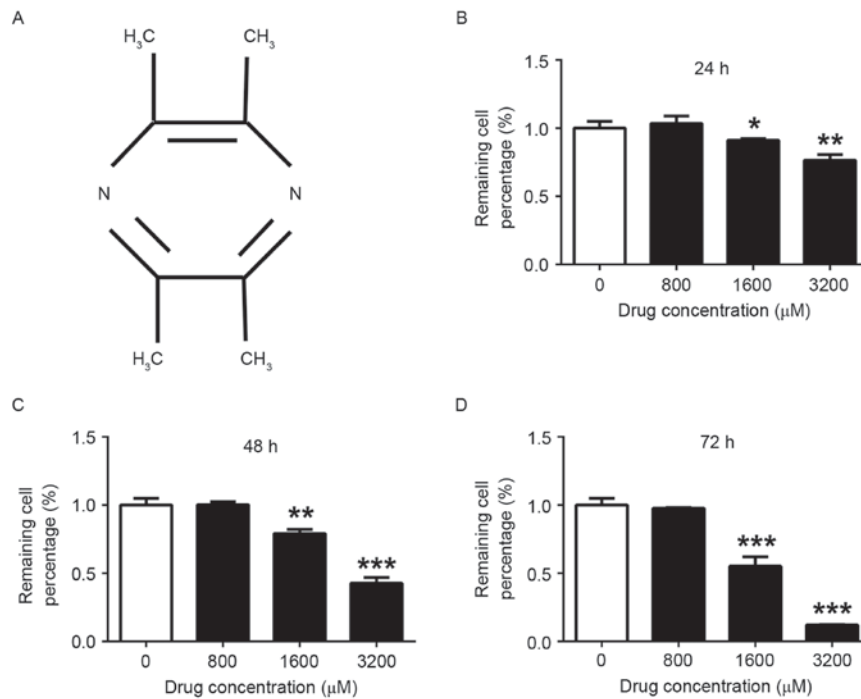 A
H₃C CH₃
N N
H₃C CH₃
B
24 h
Remaining cell
percentage (%)
1.5
1.0
0.5
0.0
* **
0 800 1600 3200
Drug concentration (μM)
C
48 h
Remaining cell
percentage (%)
1.5
1.0
0.5
0.0
** ***
0 800 1600 3200
Drug concentration (μM)
D
72 h
Remaining cell
percentage (%)
1.5
1.0
0.5
0.0
*** ***
0 800 1600 3200
Drug concentration (μM)